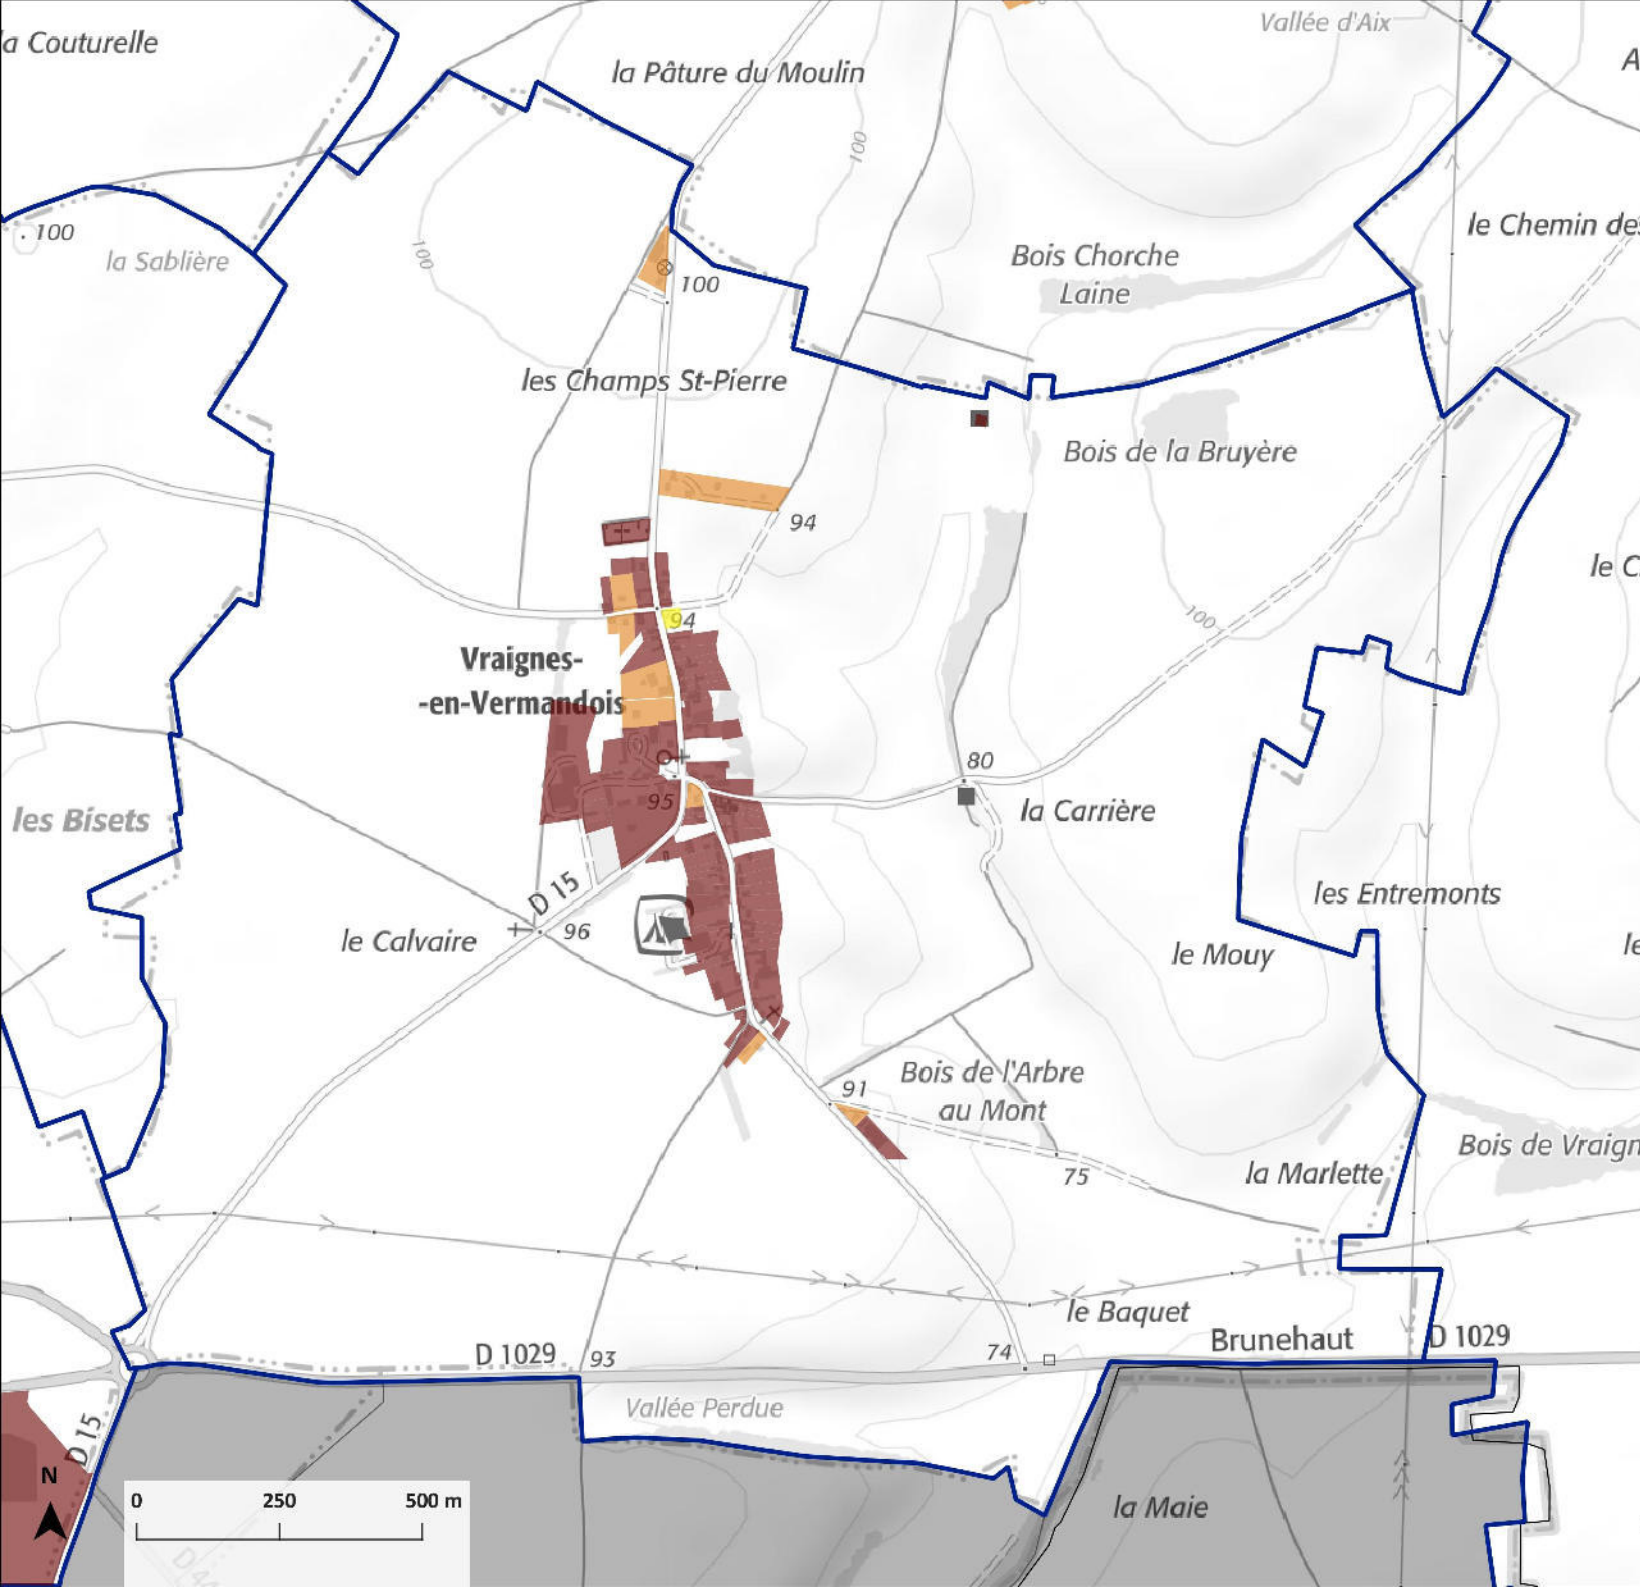 Vallée d'Aix
a Couturelle
la Pâture du Moulin
A
100
100
la Sablière
100
100
Bois Chorche
Laine
le Chemin de
les Champs St-Pierre
Bois de la Bruyère
94
le C
94
100
Vraignes-
-en-Vermandois
80
95
la Carrière
les Bisets
D 15
le Calvaire
96
les Entremonts
le Mouy
le
91
Bois de l'Arbre
au Mont
75
la Marlette
Bois de Vraign
le Baquet
D 1029
93
74
Brunehaut
D 1029
Vallée Perdue
D 15
N
0 250 500 m
la Maie